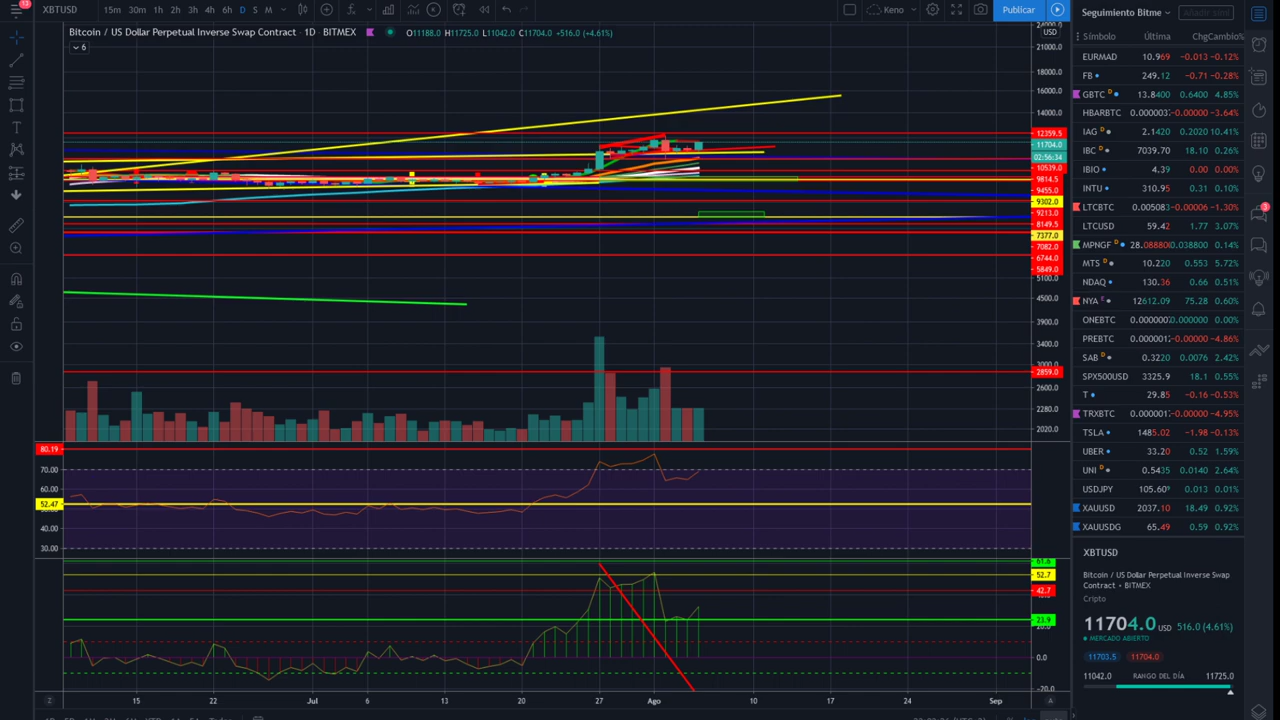 13
XBTUSD 15m 30m 1h 2h 3h 4h 6h D S M Keno Publicar
Bitcoin / US Dollar Perpetual Inverse Swap Contract · 1D · BITMEX O11188.0 H11725.0 L11042.0 C11704.0 +516.0 (+4.61%)
6
USD
21000.0
18000.0
16000.0
14000.0
12359.5
11704.0
02:56:34
10539.0
9814.5
9455.0
9302.0
9213.0
8149.5
7377.0
7082.0
6744.0
5849.0
5100.0
4500.0
3900.0
3400.0
3000.0
2859.0
2600.0
2280.0
2020.0
80.19
70.00
60.00
52.47
40.00
30.00
61.6
52.7
42.7
23.9
0.0
-20.0
15 22 Jul 6 13 20 27 Ago 10 17 24 Sep
Z A
Seguimiento Bitme
Símbolo Última Chg Cambio%
EURMAD 10.969 -0.013 -0.12%
FB 249.12 -0.71 -0.28%
GBTC D 13.8400 0.6400 4.85%
HBARBTC 0.000003 -0.00000 -3.64%
IAG D 2.1420 0.2020 10.41%
IBC D 7039.70 18.10 0.26%
IBIO 4.39 0.00 0.00%
INTU 310.95 0.31 0.10%
LTCBTC 0.005083 -0.00006 -1.30%
LTCUSD 59.42 1.77 3.07%
MPNGF D 28.08880 0.038800 0.14%
MTS D 10.220 0.553 5.72%
NDAQ 130.36 0.66 0.51%
NYA E 12612.09 75.28 0.60%
ONEBTC 0.000000 0.000000 0.00%
PREBTC 0.000001 -0.00000 -4.86%
SAB D 0.3220 0.0076 2.42%
SPX500USD 3325.9 18.1 0.55%
T 29.85 -0.16 -0.53%
TRXBTC 0.000001 -0.00000 -4.95%
TSLA 1485.02 -1.98 -0.13%
UBER 33.20 0.52 1.59%
UNI D 0.5435 0.0140 2.64%
USDJPY 105.609 0.013 0.01%
XAUUSD 2037.10 18.49 0.92%
XAUUSDG 65.49 0.59 0.92%
XBTUSD
Bitcoin / US Dollar Perpetual Inverse Swap
Contract • BITMEX
Cripto
11704.0 USD 516.0 (4.61%)
MERCADO ABIERTO
11703.5 11704.0
11042.0 RANGO DEL DÍA 11725.0
3